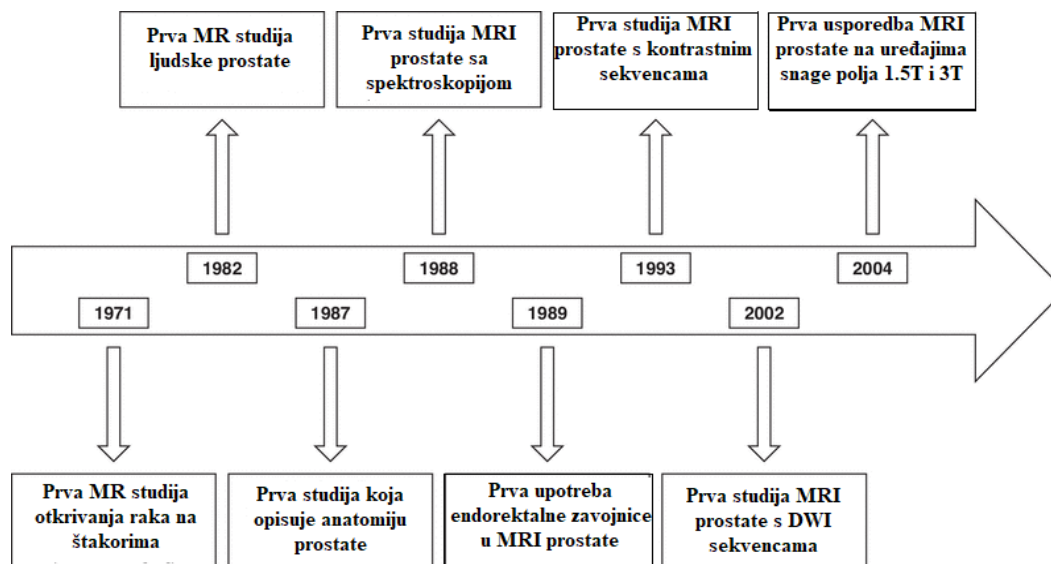 Prva MR studija
ljudske prostate
Prva studija MRI
prostate sa
spektroskopijom
Prva studija MRI
prostate s kontrastnim
sekvencama
Prva usporedba MRI
prostate na uređajima
snage polja 1.5T i 3T
1982
1988
1993
2004
1971
1987
1989
2002
Prva MR studija
otkrivanja raka na
štakorima
Prva studija koja
opisuje anatomiju
prostate
Prva upotreba
endorektalne zavojnice
u MRI prostate
Prva studija MRI
prostate s DWI
sekvencama